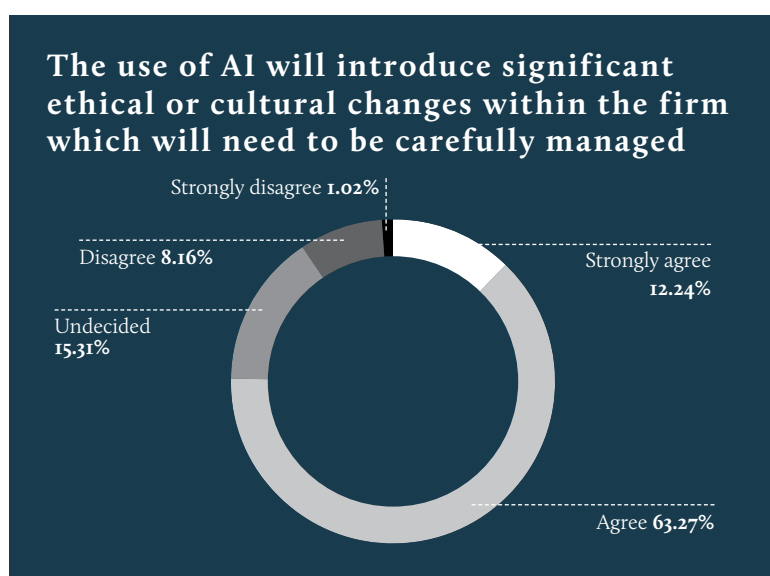 The use of AI will introduce significant
ethical or cultural changes within the firm
which will need to be carefully managed
Strongly disagree 1.02%
Disagree 8.16%
Strongly agree
12.24%
Undecided
15.31%
Agree 63.27%